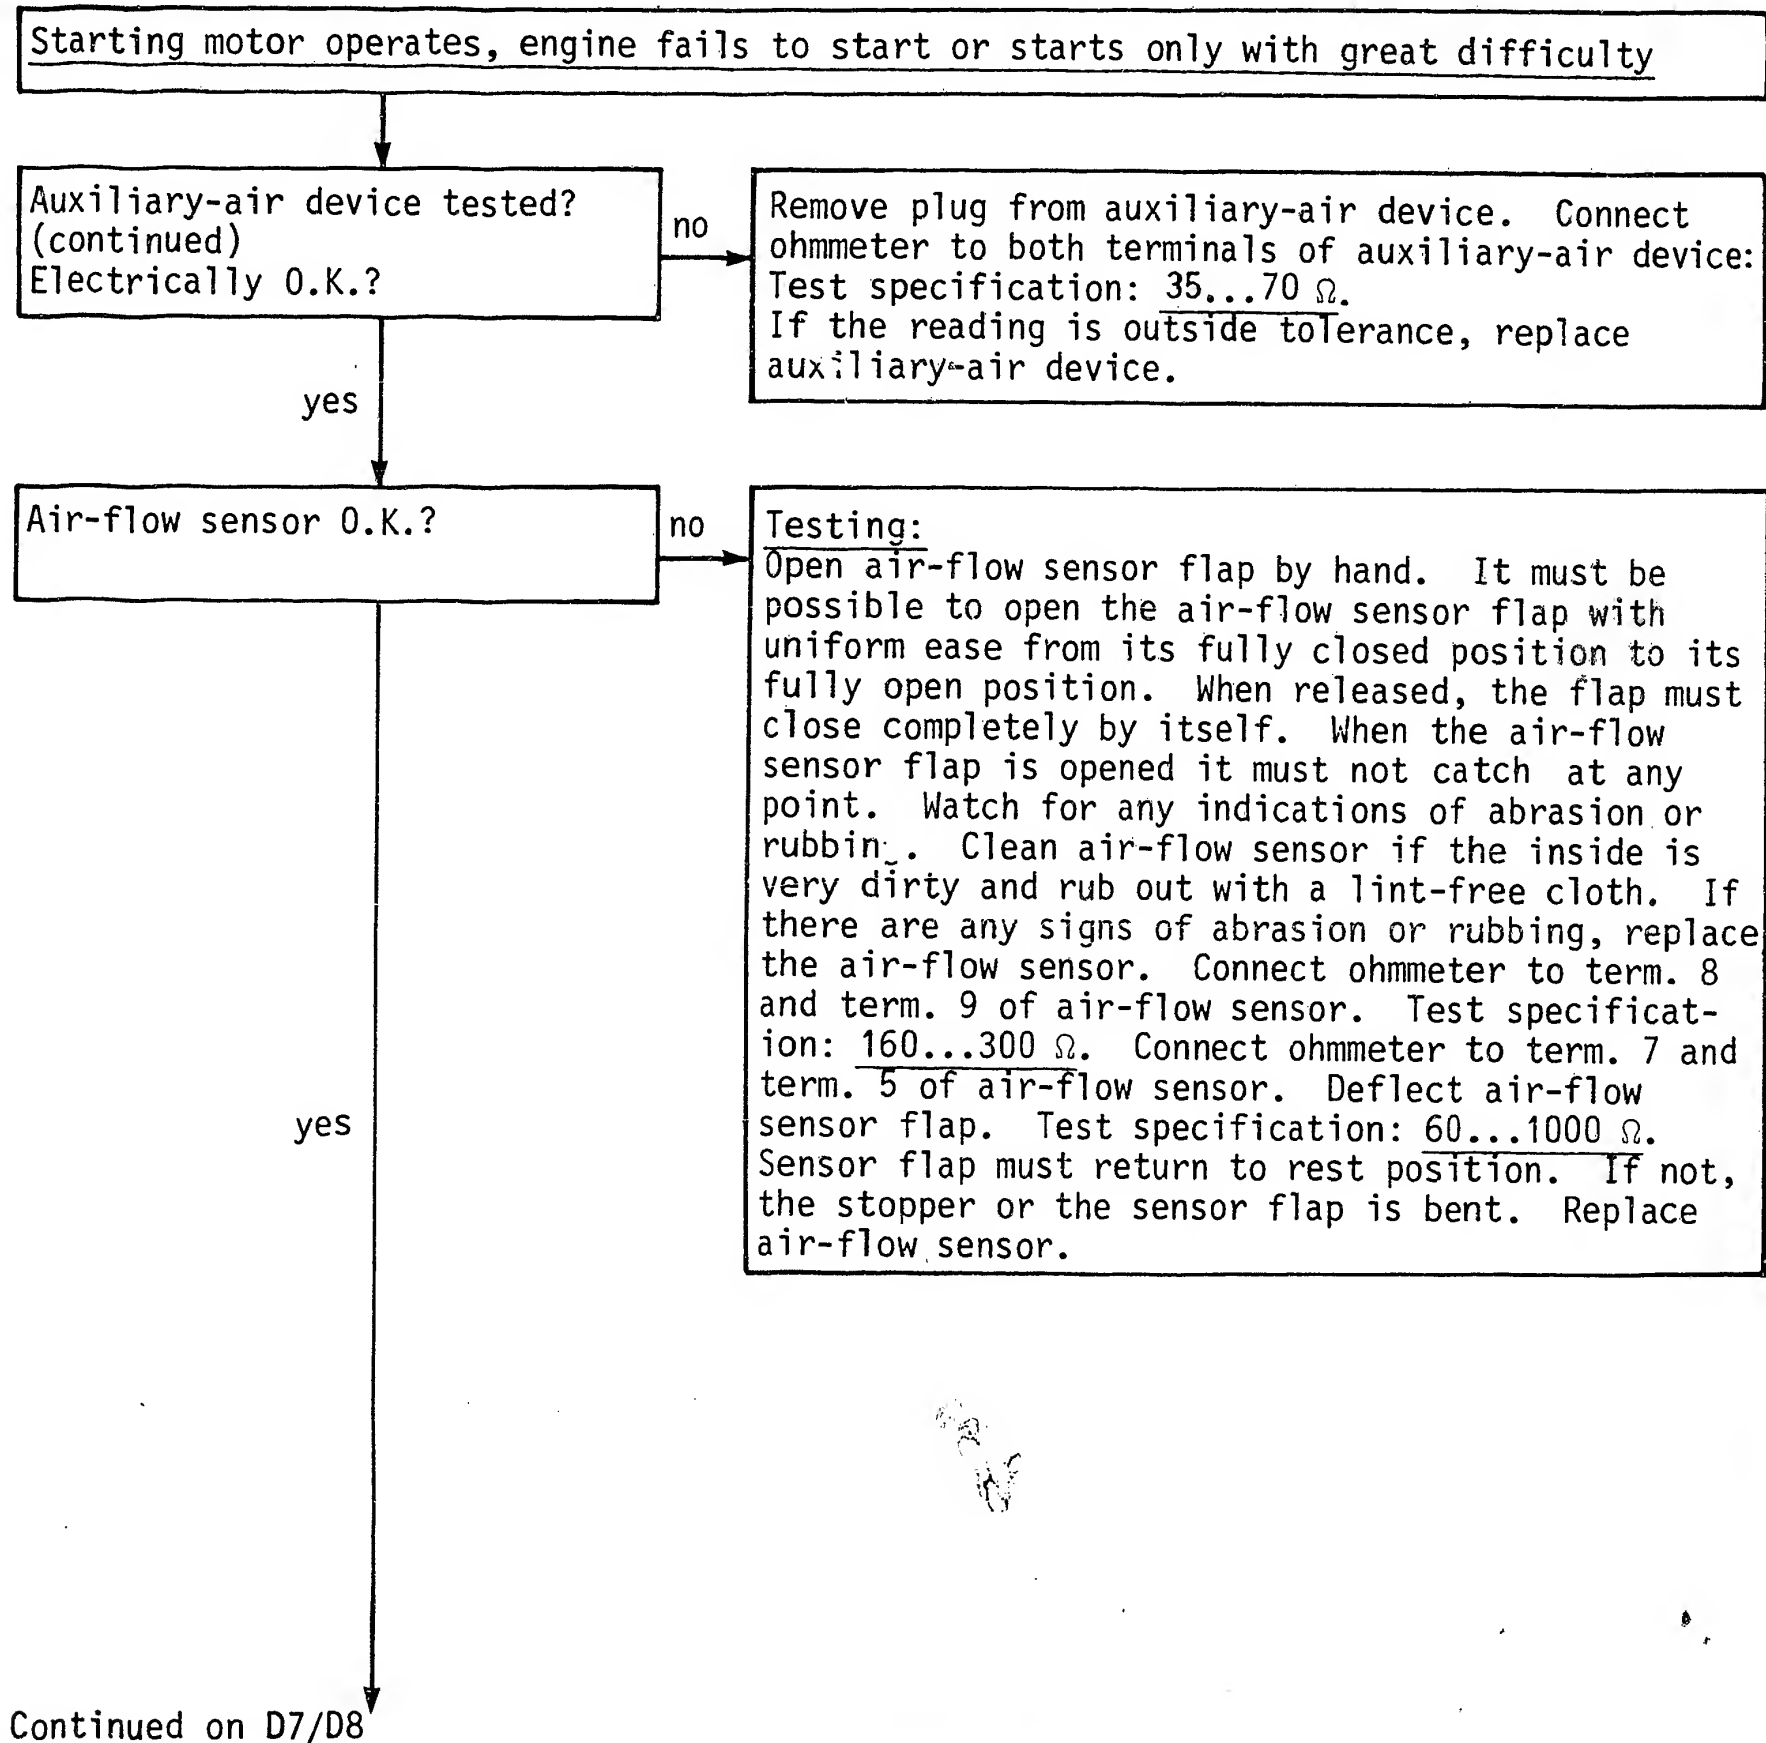 Starting motor operates, engine fails to start or starts only with great difficulty
Auxiliary-air device tested?
(continued)
Electrically O.K.?
no
Remove plug from auxiliary-air device. Connect
ohmmeter to both terminals of auxiliary-air device:
Test specification: 35...70 Ω.
If the reading is outside tolerance, replace
auxiliary-air device.
yes
Air-flow sensor O.K.?
no
Testing:
Open air-flow sensor flap by hand. It must be
possible to open the air-flow sensor flap with
uniform ease from its fully closed position to its
fully open position. When released, the flap must
close completely by itself. When the air-flow
sensor flap is opened it must not catch at any
point. Watch for any indications of abrasion or
rubbing. Clean air-flow sensor if the inside is
very dirty and rub out with a lint-free cloth. If
there are any signs of abrasion or rubbing, replace
the air-flow sensor. Connect ohmmeter to term. 8
and term. 9 of air-flow sensor. Test specificat-
ion: 160...300 Ω. Connect ohmmeter to term. 7 and
term. 5 of air-flow sensor. Deflect air-flow
sensor flap. Test specification: 60...1000 Ω.
Sensor flap must return to rest position. If not,
the stopper or the sensor flap is bent. Replace
air-flow sensor.
yes
Continued on D7/D8